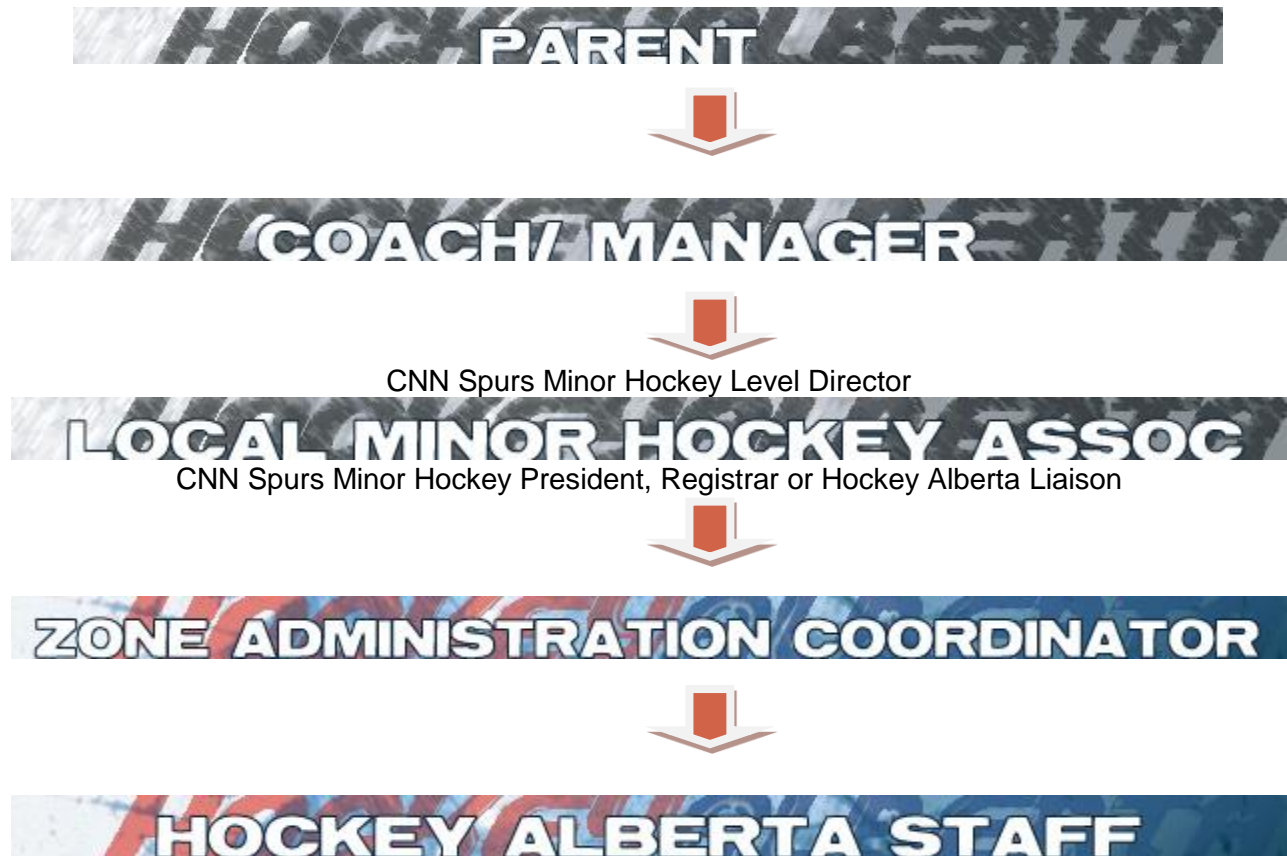 PARENT
COACH/ MANAGER
CNN Spurs Minor Hockey Level Director
LOCAL MINOR HOCKEY ASSOC
CNN Spurs Minor Hockey President, Registrar or Hockey Alberta Liaison
ZONE ADMINISTRATION COORDINATOR
HOCKEY ALBERTA STAFF